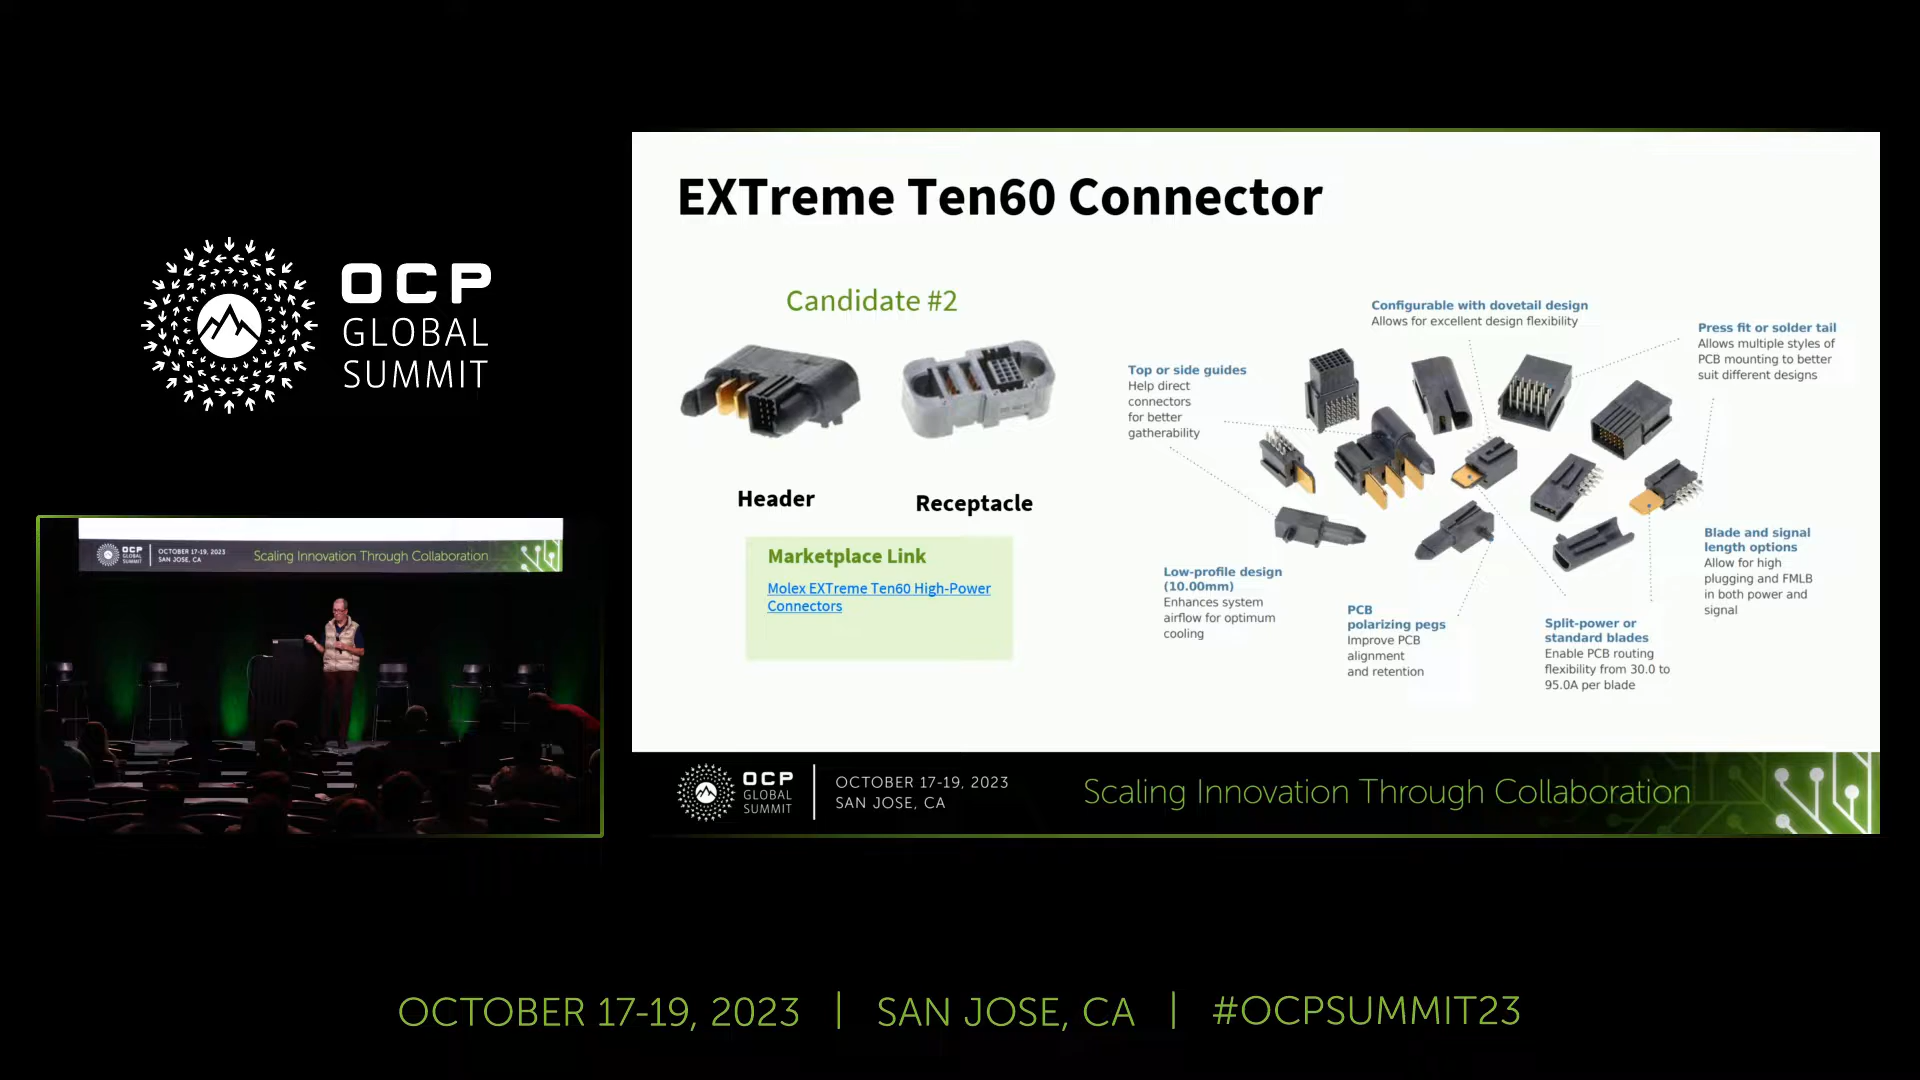 OCP
GLOBAL
SUMMIT
OCP
GLOBAL
SUMMIT
OCTOBER 17-19, 2023
SAN JOSE, CA
Scaling Innovation Through Collaboration
EXTreme Ten60 Connector
Candidate #2
Header
Receptacle
Marketplace Link
Molex EXTreme Ten60 High-Power
Connectors
Configurable with dovetail design
Allows for excellent design flexibility
Press fit or solder tail
Allows multiple styles of
PCB mounting to better
suit different designs
Top or side guides
Help direct
connectors
for better
gatherability
Low-profile design
(10.00mm)
Enhances system
airflow for optimum
cooling
PCB
polarizing pegs
Improve PCB
alignment
and retention
Split-power or
standard blades
Enable PCB routing
flexibility from 30.0 to
95.0A per blade
Blade and signal
length options
Allow for high
plugging and FMLB
in both power and
signal
OCP
GLOBAL
SUMMIT
OCTOBER 17-19, 2023
SAN JOSE, CA
Scaling Innovation Through Collaboration
OCTOBER 17-19, 2023 | SAN JOSE, CA | #OCPSUMMIT23